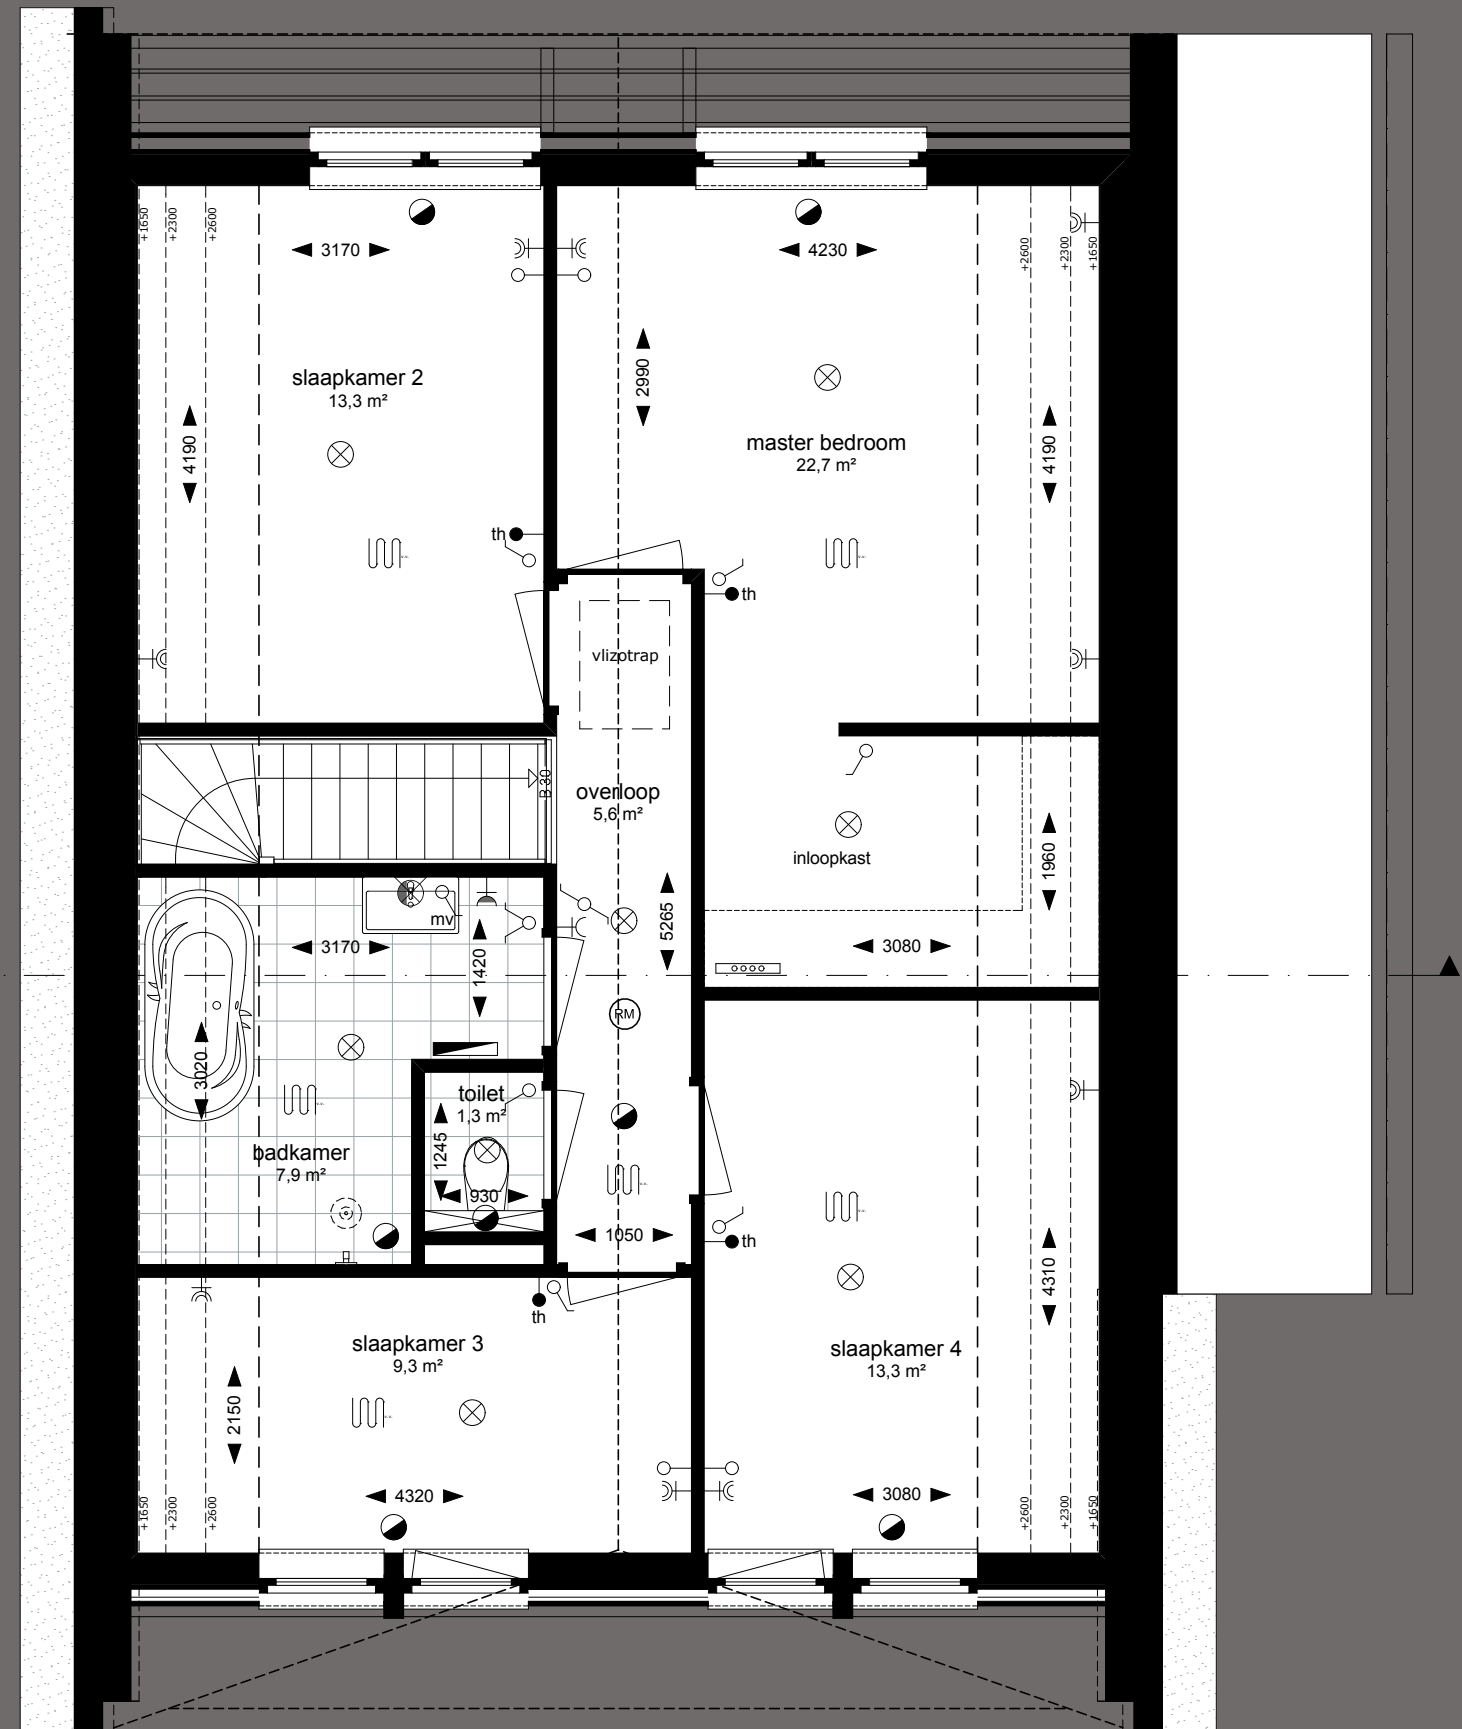 +1650
+2300
+2600
3170
4230
+2600
+2300
+1650
2990
slaapkamer 2
13,3 m²
4190
master bedroom
22,7 m²
4190
th
th
vlizotrap
B.30
overloop
5,6 m²
inloopkast
1960
mv
3170
1420
5265
3080
RM
3020
toilet
1,3 m²
1245
badkamer
7,9 m²
930
1050
th
th
4310
slaapkamer 3
9,3 m²
slaapkamer 4
13,3 m²
2150
4320
3080
+1650
+2300
+2600
+2600
+2300
+1650